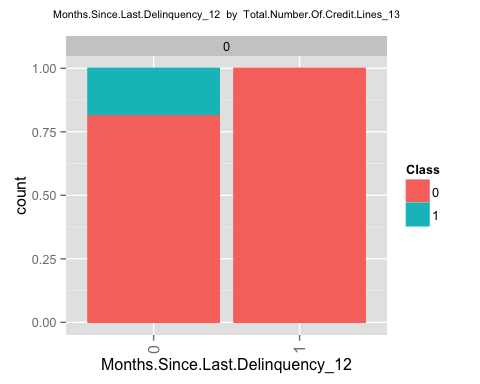 Months.Since.Last.Delinquency_12 by Total.Number.Of.Credit.Lines_13
0
1.00
0.75
0.50
0.25
0.00
count
0
1
Months.Since.Last.Delinquency_12
Class
0
1